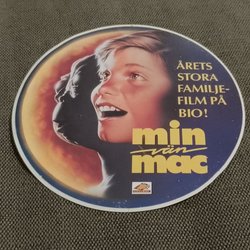 ÅRETS
STORA
FAMILJE-
FILM PÅ
BIO!
min
vän
mac